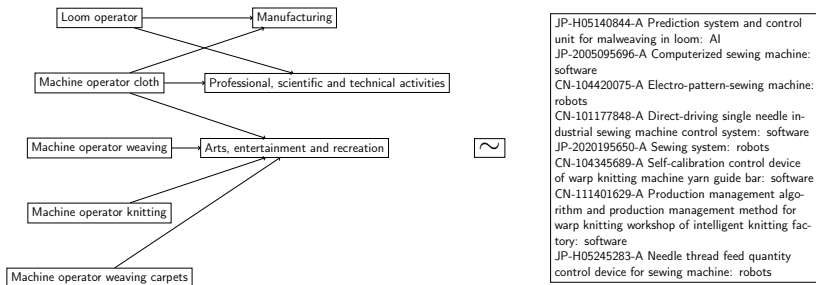 Loom operator
Manufacturing
Machine operator cloth
Professional, scientific and technical activities
Machine operator weaving
Arts, entertainment and recreation
Machine operator knitting
Machine operator weaving carpets
~
JP-H05140844-A Prediction system and control
unit for malweaving in loom: AI
JP-2005095696-A Computerized sewing machine:
software
CN-104420075-A Electro-pattern-sewing machine:
robots
CN-101177848-A Direct-driving single needle in-
dustrial sewing machine control system: software
JP-2020195650-A Sewing system: robots
CN-104345689-A Self-calibration control device
of warp knitting machine yarn guide bar: software
CN-111401629-A Production management algo-
rithm and production management method for
warp knitting workshop of intelligent knitting fac-
tory: software
JP-H05245283-A Needle thread feed quantity
control device for sewing machine: robots